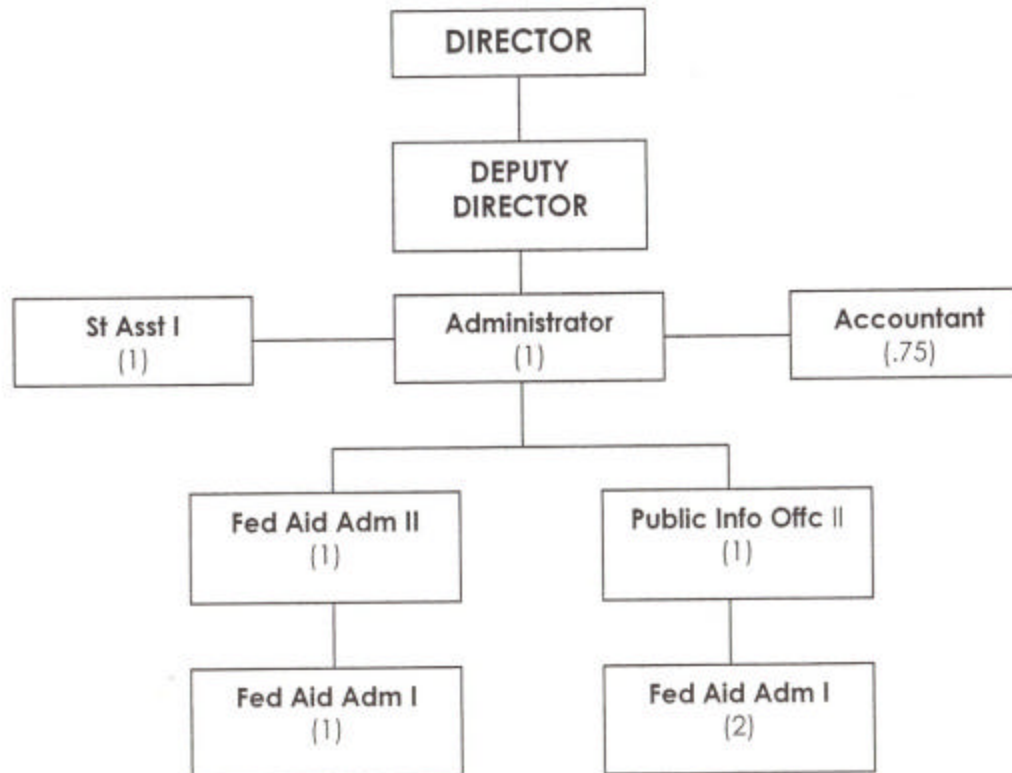 DIRECTOR
DEPUTY
DIRECTOR
St Asst I
(1)
Administrator
(1)
Accountant
(.75)
Fed Aid Adm II
(1)
Public Info Offc II
(1)
Fed Aid Adm I
(1)
Fed Aid Adm I
(2)